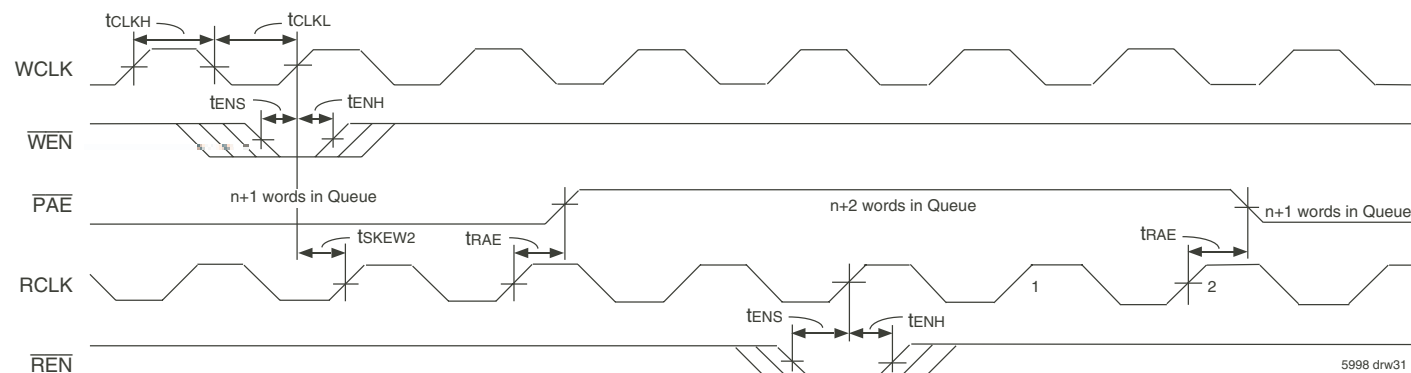 tCLKH
tCLKL
WCLK
tENS
tENH
WEN
n+1 words in Queue
n+2 words in Queue
n+1 words in Queue
PAE
tSKEW2
tRAE
tRAE
RCLK
1
2
tENS
tENH
REN
5998 drw31